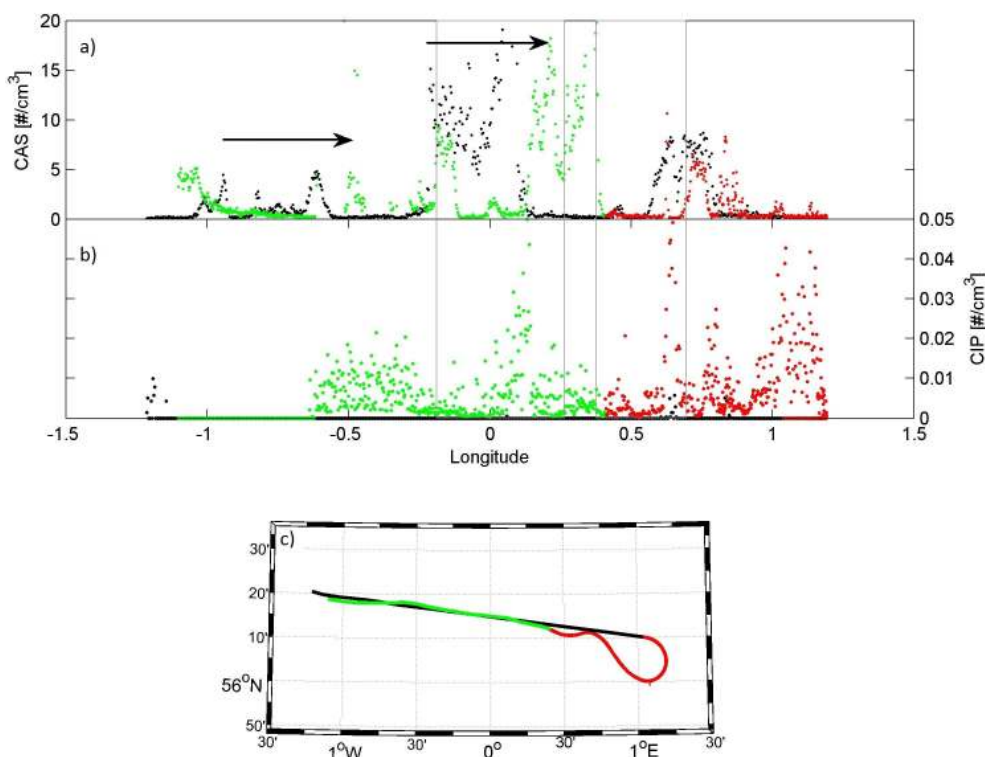 a)
CAS [#/cm³]
20
15
10
5
0
b)
0.05
0.04
0.03
0.02
0.01
0
CIP [#/cm³]
-1.5 -1 -0.5 0 0.5 1 1.5
Longitude
c)
30'
20'
10'
56°N
50'
30' 1°W 30' 0° 30' 1°E 30'